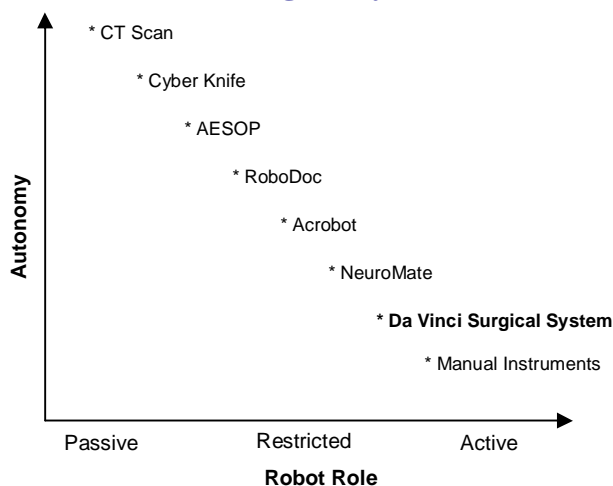 * CT Scan
* Cyber Knife
* AESOP
* RoboDoc
* Acrobot
* NeuroMate
* Da Vinci Surgical System
* Manual Instruments
Autonomy
Passive Restricted Active
Robot Role